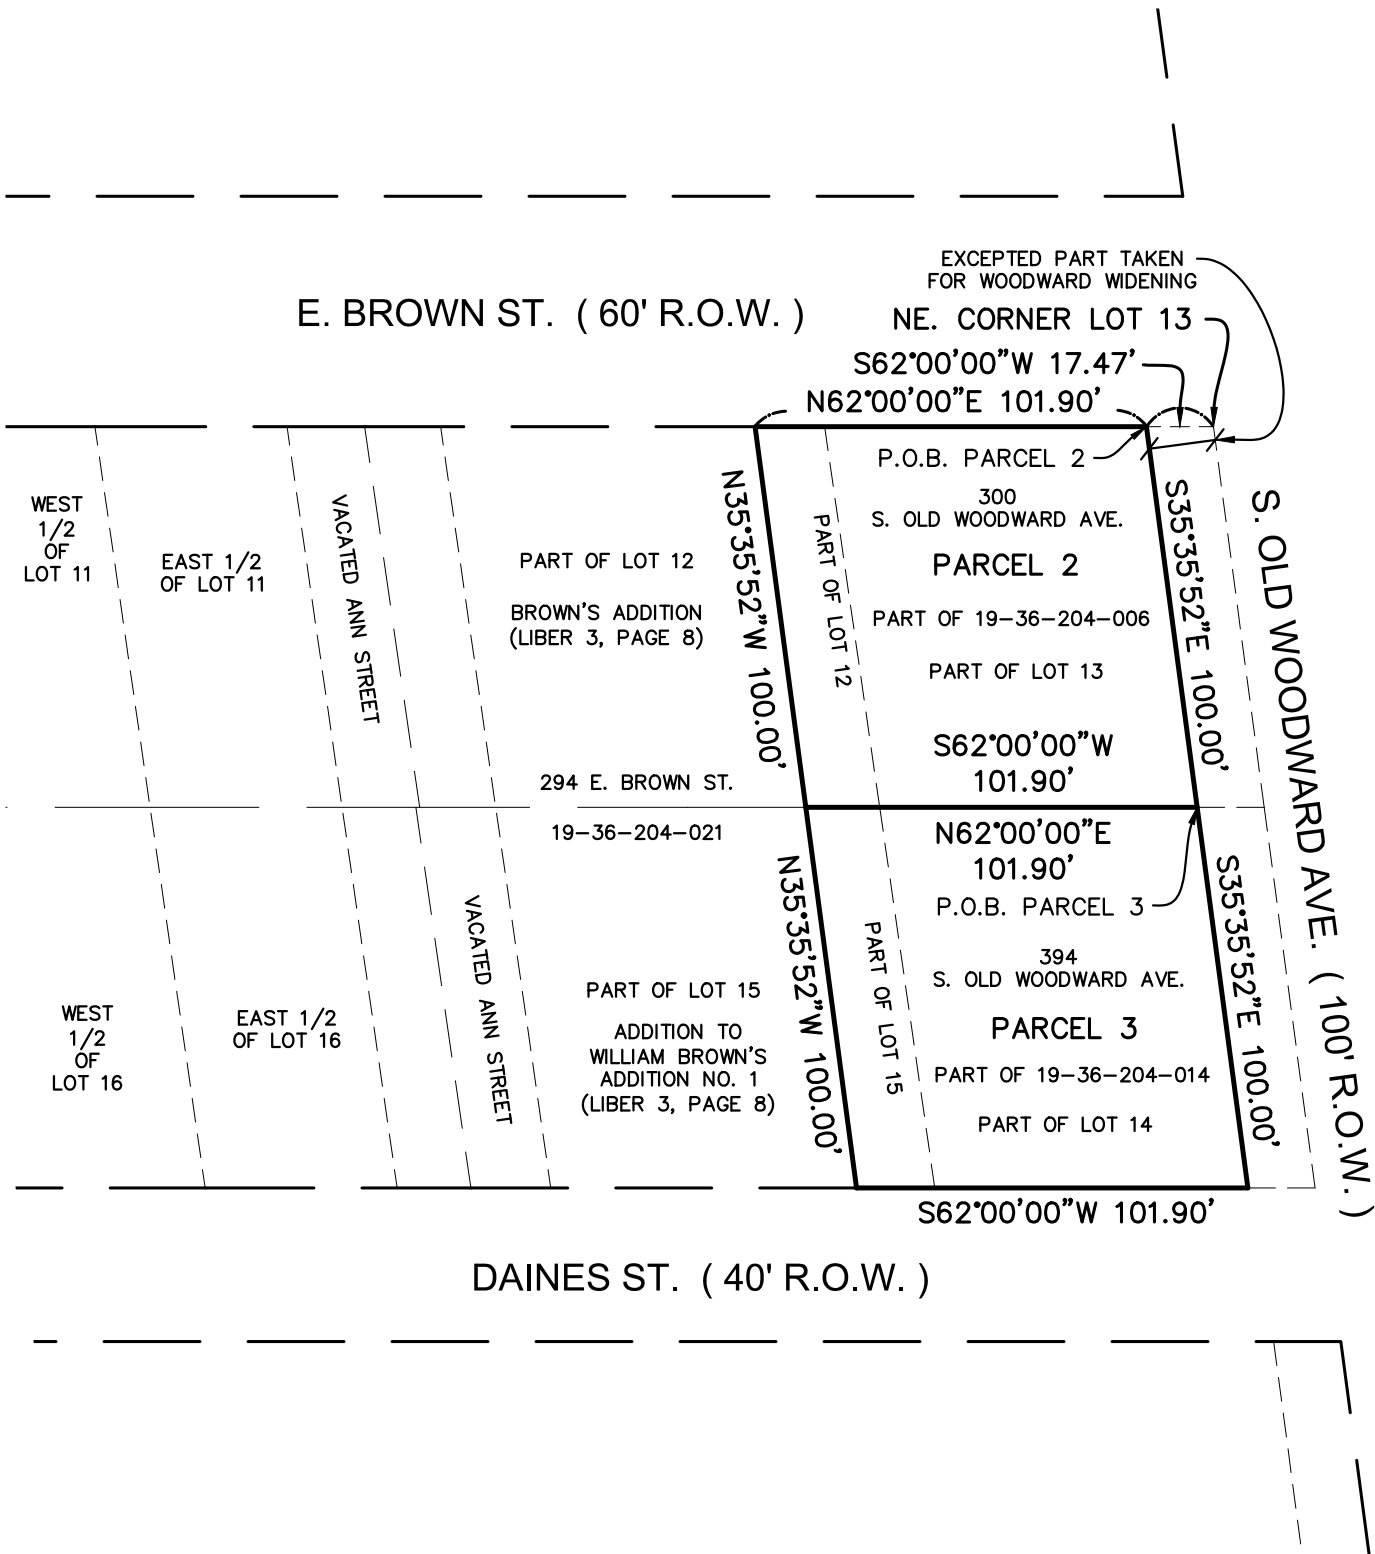 EXCEPTED PART TAKEN
FOR WOODWARD WIDENING
E. BROWN ST. ( 60' R.O.W. )
NE. CORNER LOT 13
S62°00'00"W 17.47'
N62°00'00"E 101.90'
P.O.B. PARCEL 2
300
S. OLD WOODWARD AVE.
PARCEL 2
PART OF 19-36-204-006
PART OF LOT 13
S62°00'00"W
101.90'
WEST
1/2
OF
LOT 11
EAST 1/2
OF LOT 11
VACATED ANN STREET
PART OF LOT 12
BROWN'S ADDITION
(LIBER 3, PAGE 8)
N35°35'52"W 100.00'
PART OF LOT 12
S35°35'52"E 100.00'
S. OLD WOODWARD AVE. ( 100' R.O.W. )
294 E. BROWN ST.
19-36-204-021
N62°00'00"E
101.90'
P.O.B. PARCEL 3
394
S. OLD WOODWARD AVE.
PARCEL 3
PART OF 19-36-204-014
PART OF LOT 14
WEST
1/2
OF
LOT 16
EAST 1/2
OF LOT 16
VACATED ANN STREET
PART OF LOT 15
ADDITION TO
WILLIAM BROWN'S
ADDITION NO. 1
(LIBER 3, PAGE 8)
N35°35'52"W 100.00'
PART OF LOT 15
S35°35'52"E 100.00'
S62°00'00"W 101.90'
DAINES ST. ( 40' R.O.W. )